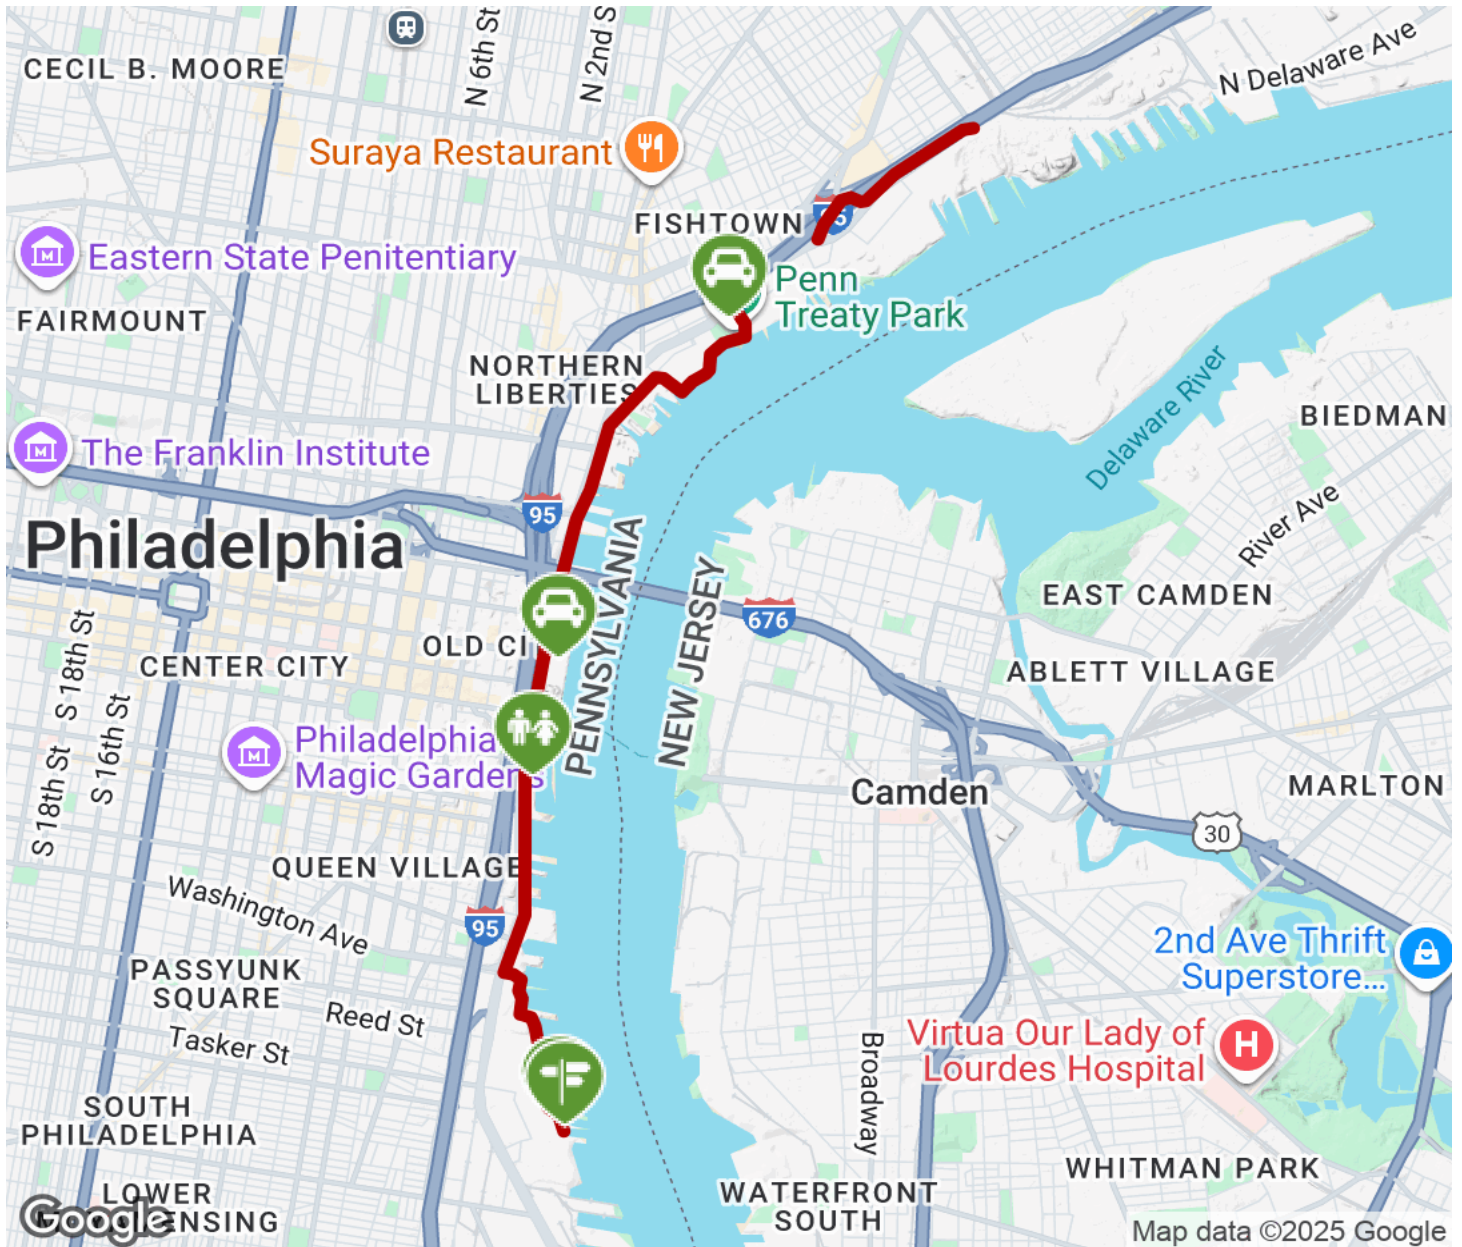 CECIL B. MOORE
N 6th St
N 2nd S
N Delaware Ave
Suraya Restaurant
FISHTOWN
95
Eastern State Penitentiary
Penn
Treaty Park
FAIRMOUNT
NORTHERN
LIBERTIES
Delaware River
BIEDMAN
The Franklin Institute
River Ave
95
Philadelphia
PENNSYLVANIA
NEW JERSEY
676
EAST CAMDEN
OLD CI
CENTER CITY
S 18th St
S 16th St
S 18th St
ABLETT VILLAGE
Philadelphia
Magic Gardens
Camden
MARLTON
30
QUEEN VILLAGE
Washington Ave
95
2nd Ave Thrift
Superstore...
PASSYUNK
SQUARE
Reed St
Tasker St
Broadway
Virtua Our Lady of
Lourdes Hospital
H
SOUTH
PHILADELPHIA
WHITMAN PARK
LOWER
WATERFRONT
SOUTH
Google
ENSING
Map data ©2025 Google